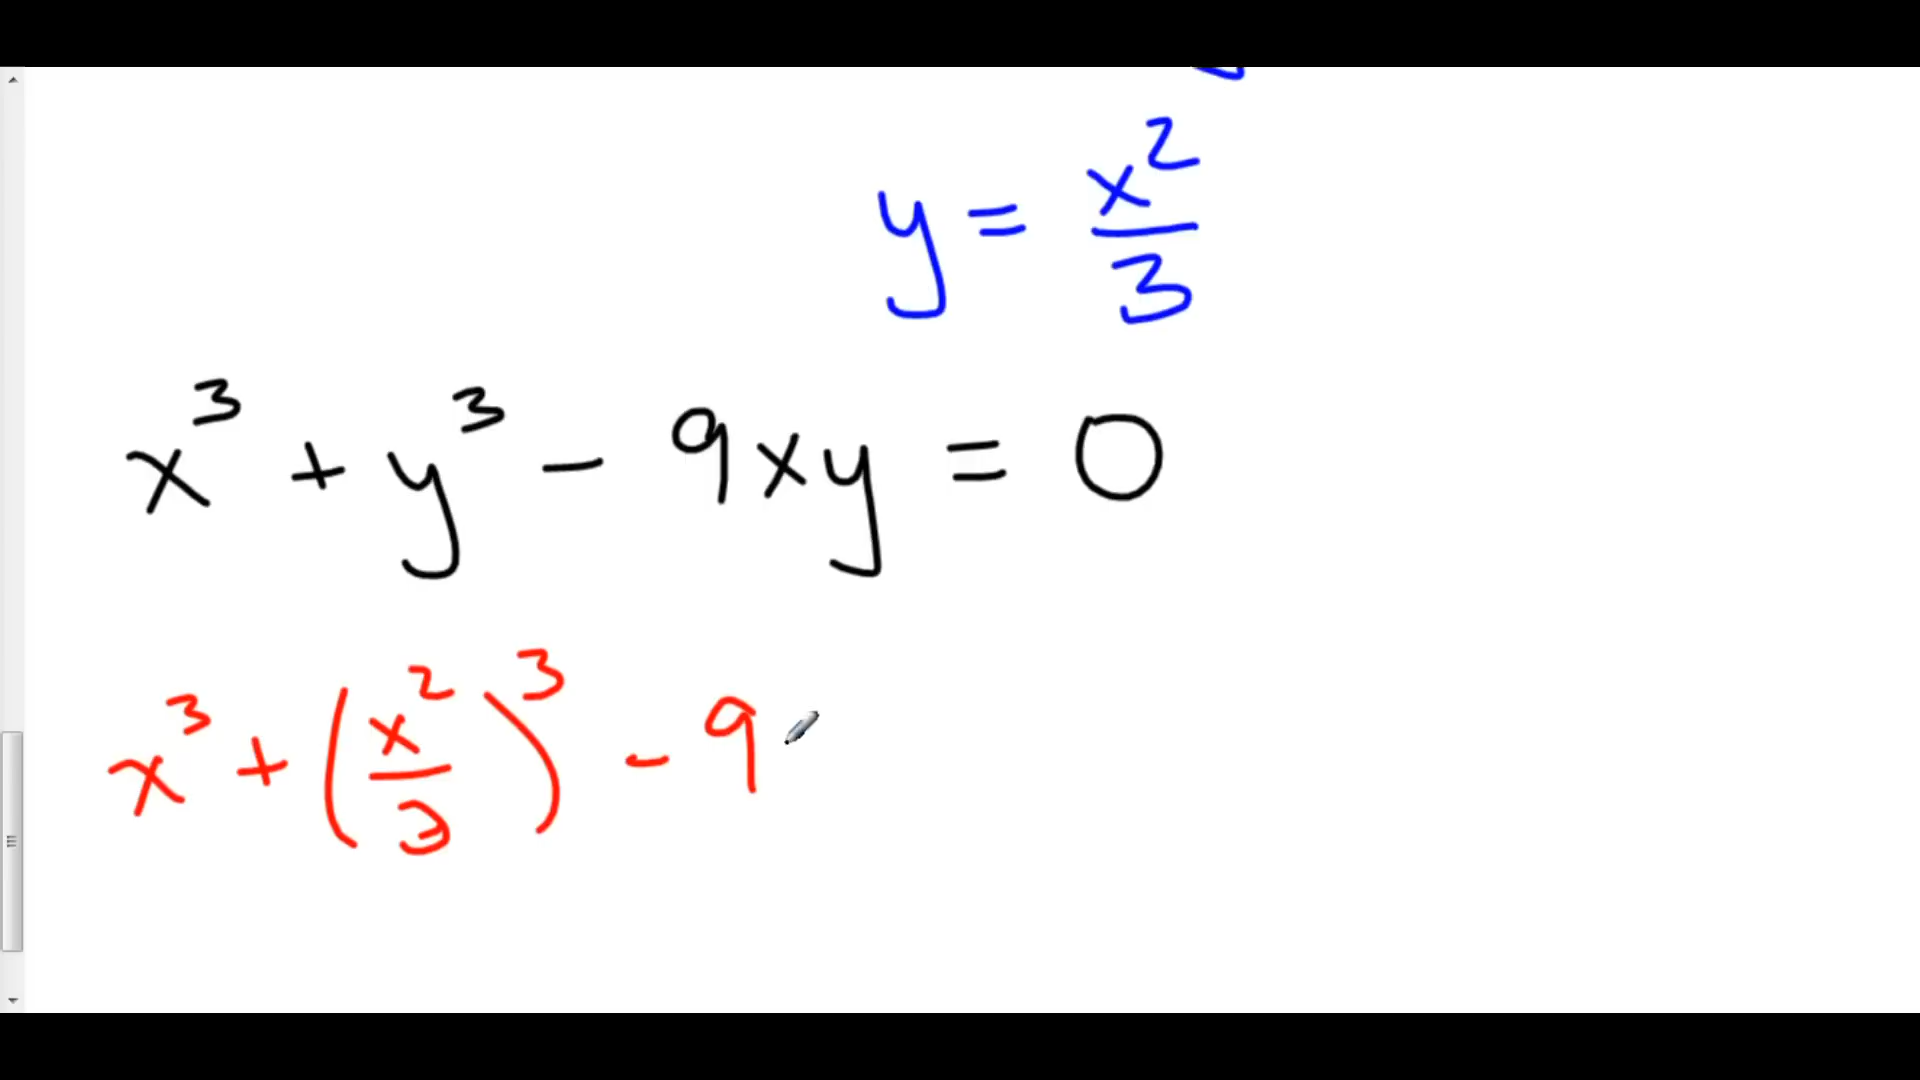 y = x²/3
x³ + y³ - 9xy = 0
x³ + (x²/3)³ - 9